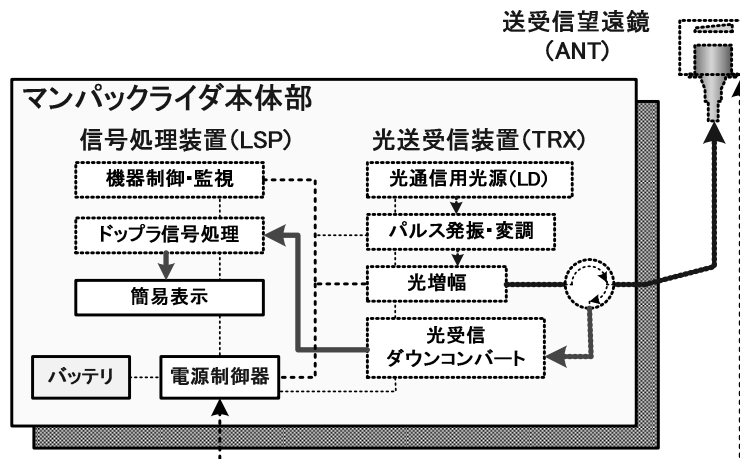 送受信望遠鏡
(ANT)
マンパックライダ本体部
信号処理装置(LSP)
光送受信装置(TRX)
機器制御・監視
光通信用光源(LD)
ドップラ信号処理
パルス発振・変調
簡易表示
光増幅
光受信
ダウンコンバート
バッテリ
電源制御器